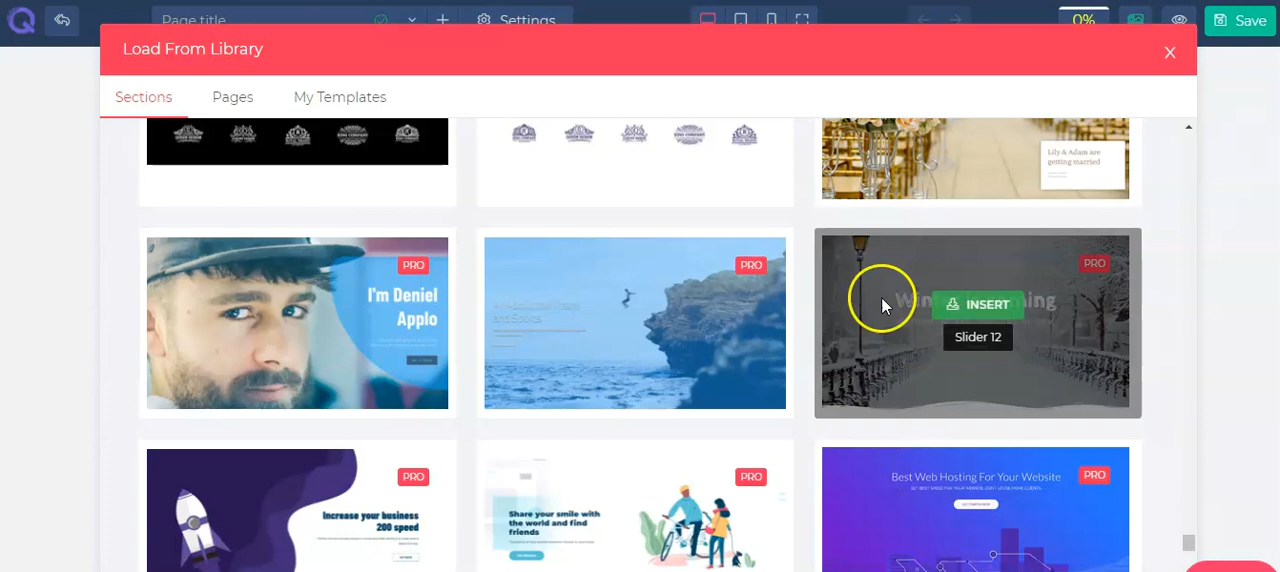 Page title
Settings
0%
Save
Load From Library
X
Sections
Pages
My Templates
Lily & Adam are
getting married
PRO
I'm Deniel
Applo
PRO
PRO
INSERT
Slider 12
PRO
Increase your business
200 speed
PRO
Share your smile with
the world and find
friends
PRO
Best Web Hosting For Your Website